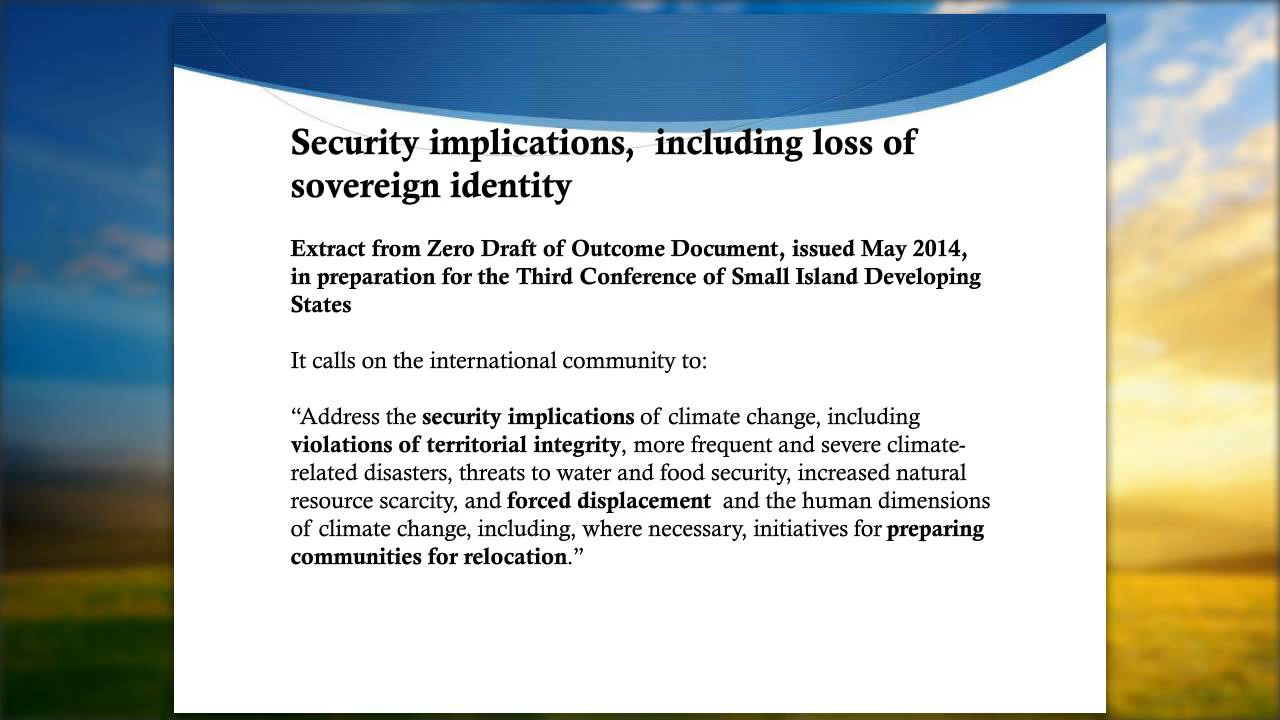 Security implications,  including loss of
sovereign identity
Extract from Zero Draft of Outcome Document, issued May 2014,
in preparation for the Third Conference of Small Island Developing
States
It calls on the international community to:
“Address the security implications of climate change, including
violations of territorial integrity, more frequent and severe climate-
related disasters, threats to water and food security, increased natural
resource scarcity, and forced displacement  and the human dimensions
of climate change, including, where necessary, initiatives for preparing
communities for relocation.”